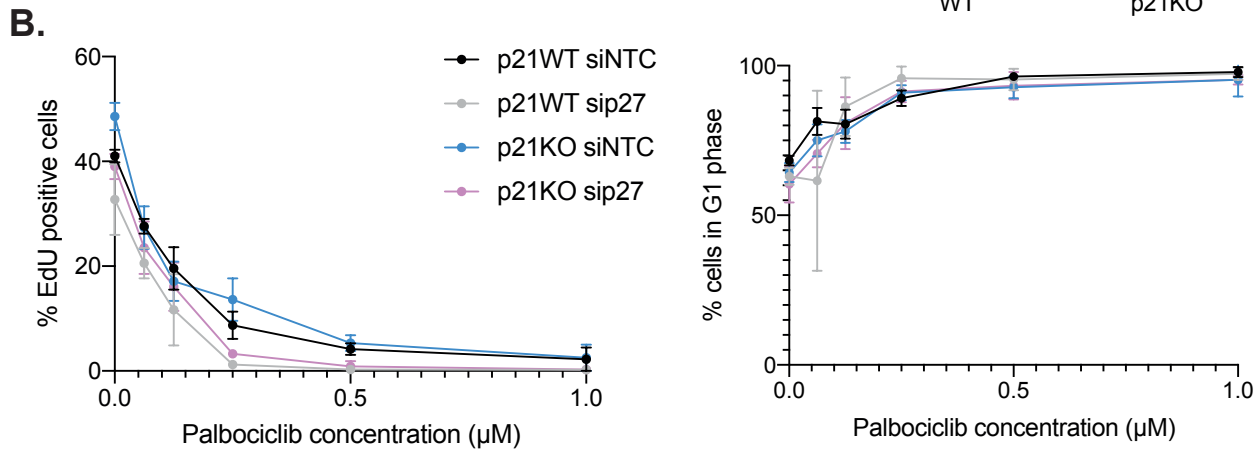 B.
WT p21KO
60
40
20
0
0.0 0.5 1.0
% EdU positive cells
Palbociclib concentration (µM)
p21WT siNTC
p21WT sip27
p21KO siNTC
p21KO sip27
100
50
0
0.0 0.5 1.0
% cells in G1 phase
Palbociclib concentration (µM)